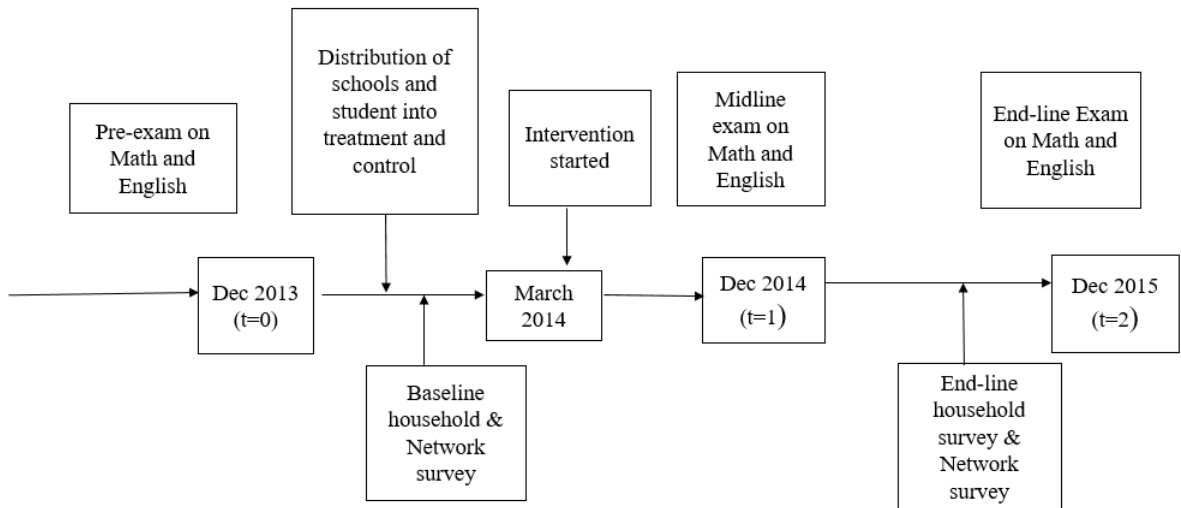 Pre-exam on
Math and
English
Distribution of
schools and
student into
treatment and
control
Intervention
started
Midline
exam on
Math and
English
End-line Exam
on Math and
English
Dec 2013
(t=0)
March
2014
Dec 2014
(t=1)
Dec 2015
(t=2)
Baseline
household &
Network
survey
End-line
household
survey &
Network
survey